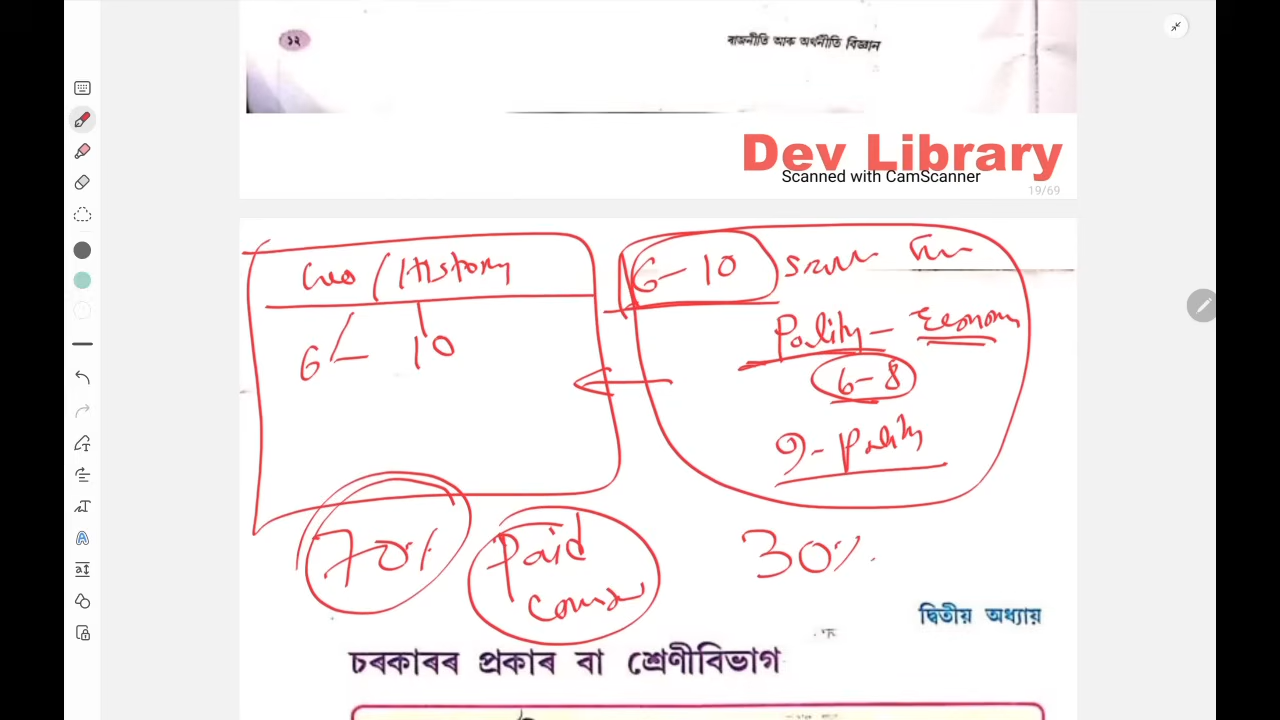 ১২
ৰাজনীতি আৰু অৰ্থনীতি বিজ্ঞান
Dev Library
Scanned with CamScanner
19/69
Geo / History
6 – 10
6 – 10
Polity – Economy
6 – 8
9 – Polity
70%
Paid
course
30%
দ্বিতীয় অধ্যায়
চৰকাৰৰ প্ৰকাৰ বা শ্ৰেণীবিভাগ